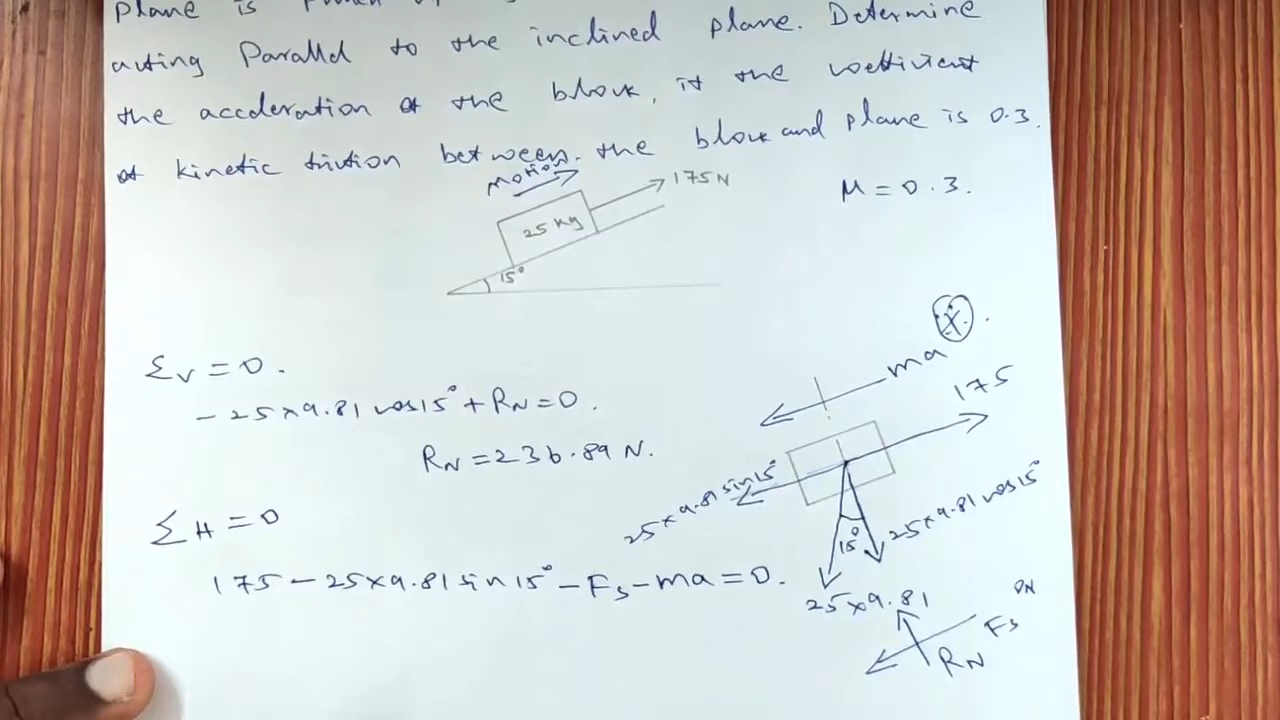 Plane is
acting Parallel to the inclined plane. Determine
the acceleration of the block, if the coefficient
of kinetic friction between the block and plane is 0.3.
Motion
175N
μ = 0.3.
25 kg
15°
ma
175
ΣV = 0.
- 25×9.81 cos15° + RN = 0.
RN = 236.89 N.
25×9.81 sin15°
25×9.81 cos15°
15°
ΣH = 0
175 - 25×9.81 sin15° - Fs - ma = 0.
25×9.81
Fs
RN